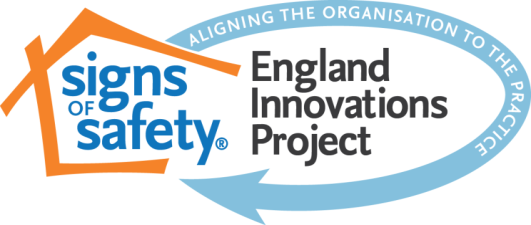 ALIGNING THE ORGANISATION TO THE PRACTICE
signs
OF
safety®
England
Innovations
Project